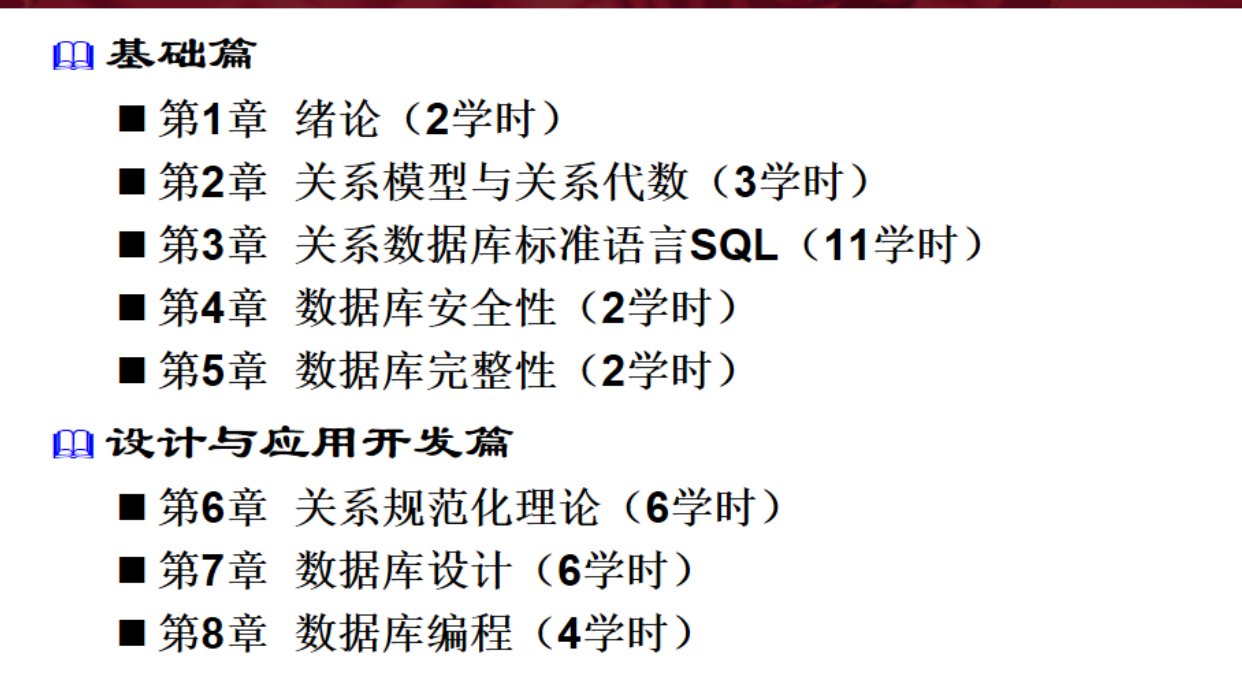 基础篇
第1章 绪论（2学时）
第2章 关系模型与关系代数（3学时）
第3章 关系数据库标准语言SQL（11学时）
第4章 数据库安全性（2学时）
第5章 数据库完整性（2学时）
设计与应用开发篇
第6章 关系规范化理论（6学时）
第7章 数据库设计（6学时）
第8章 数据库编程（4学时）